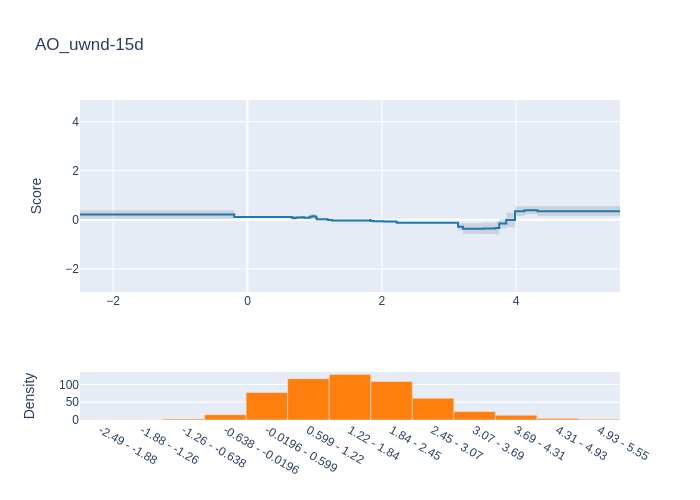 AO_uwnd-15d
Score
4
2
0
−2
−2
0
2
4
Density
100
50
0
-2.49 - -1.88
-1.88 - -1.26
-1.26 - -0.638
-0.638 - -0.0196
-0.0196 - 0.599
0.599 - 1.22
1.22 - 1.84
1.84 - 2.45
2.45 - 3.07
3.07 - 3.69
3.69 - 4.31
4.31 - 4.93
4.93 - 5.55